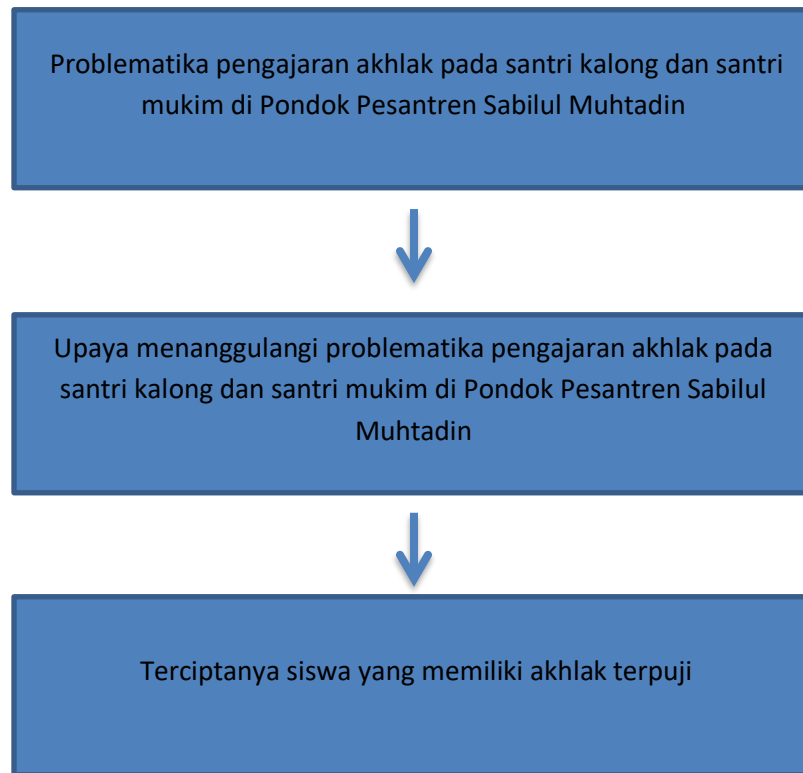 Problematika pengajaran akhlak pada santri kalong dan santri
mukim di Pondok Pesantren Sabilul Muhtadin
Upaya menanggulangi problematika pengajaran akhlak pada
santri kalong dan santri mukim di Pondok Pesantren Sabilul
Muhtadin
Terciptanya siswa yang memiliki akhlak terpuji